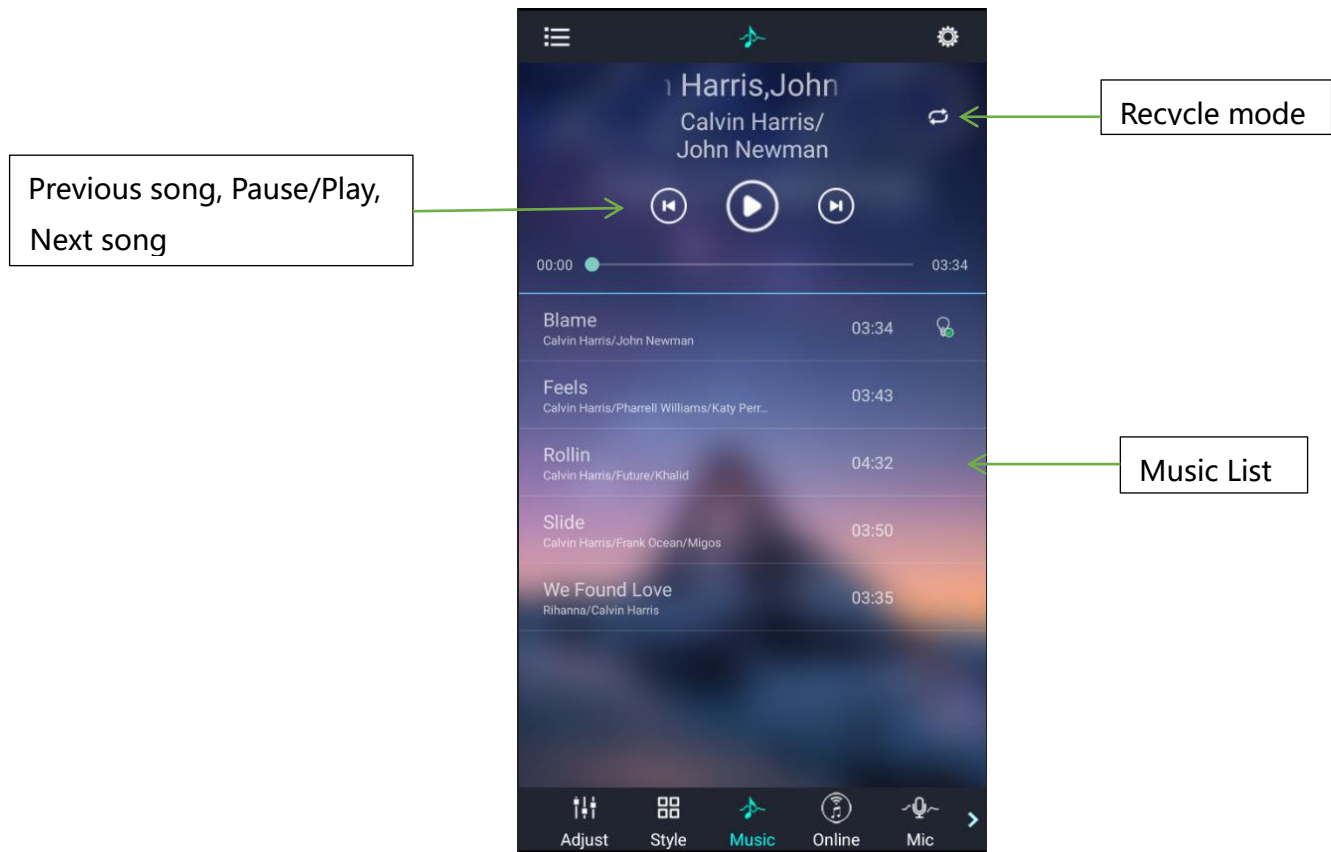 Harris,John
Calvin Harris/
John Newman
Recycle mode
Previous song, Pause/Play,
Next song
00:00
03:34
Blame
Calvin Harris/John Newman
03:34
Feels
Calvin Harris/Pharrell Williams/Katy Perr...
03:43
Rollin
Calvin Harris/Future/Khalid
04:32
Music List
Slide
Calvin Harris/Frank Ocean/Migos
03:50
We Found Love
Rihanna/Calvin Harris
03:35
Adjust
Style
Music
Online
Mic